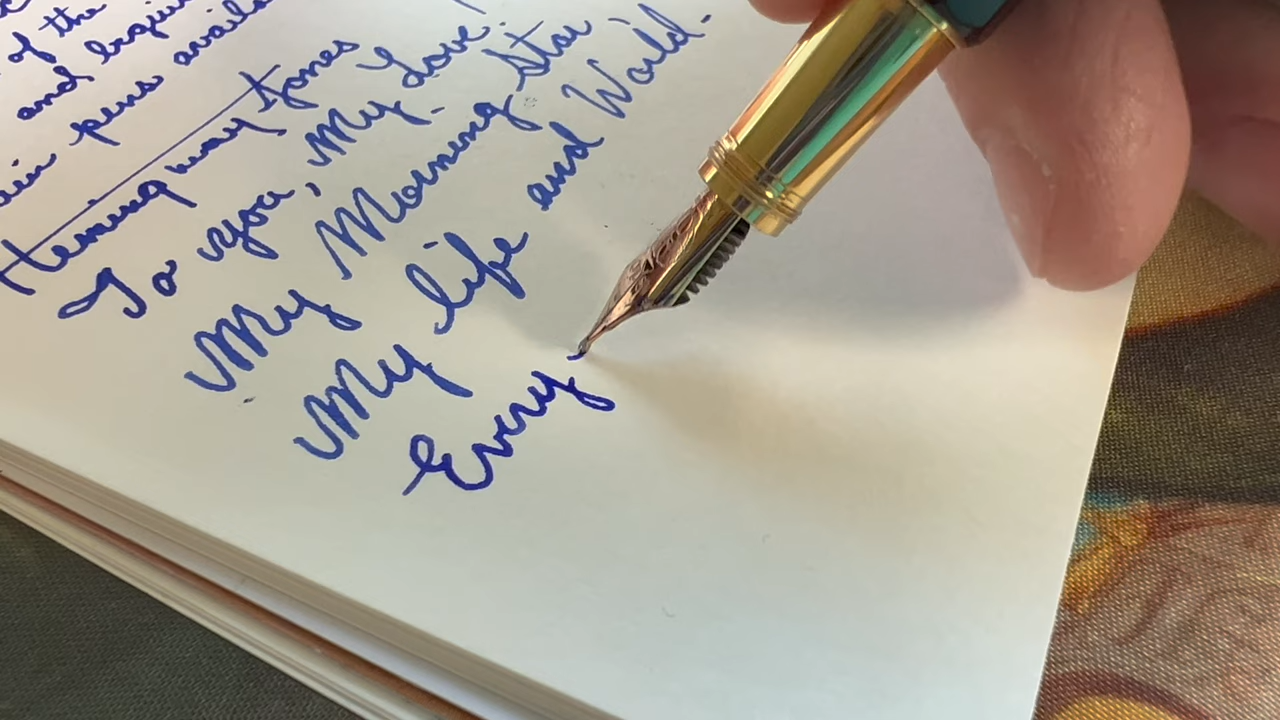 of the
and begin
pens availa
Hemingway Jones
To you, My Love.
My Morning Star
My life and World.
Every